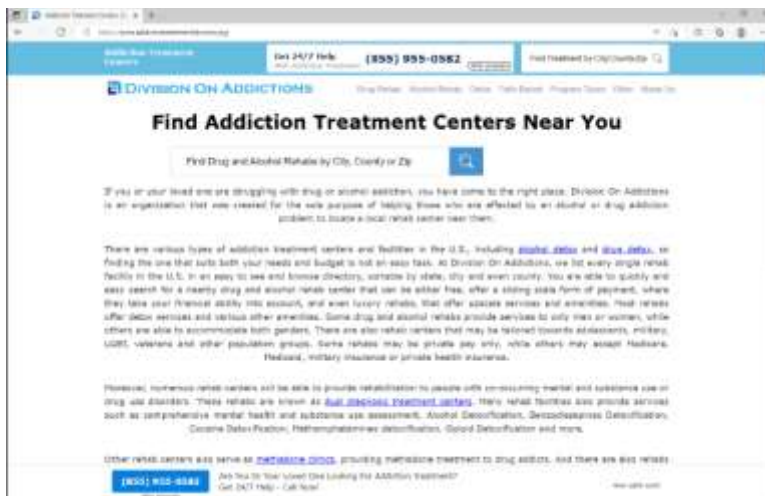 Addiction Treatment Centers
Get 24/7 Help
(855) 955-0582
Find Treatment by City, County, Zip
DIVISION ON ADDICTIONS
Drug Rehab Alcohol Rehab Detox Program Types Other About Us
Find Addiction Treatment Centers Near You
Find Drug and Alcohol Rehabs by City, County or Zip
If you or your loved one are struggling with drug or alcohol addiction, you have come to the right place. Division On Addictions
is an organization that was created for the sole purpose of helping those who are affected by an alcohol or drug addiction
problem to locate a local rehab center near them.
There are various types of addiction treatment centers and facilities in the U.S., including alcohol detox and drug detox, so
finding the one that suits both your needs and budget is not an easy task. At Division On Addictions, we list every single rehab
facility in the U.S. in an easy to see and browse directory, sortable by state, city and even county. You are able to quickly and
easy search for a nearby drug and alcohol rehab center that can be either free, offer a sliding scale form of payment, where
they take your financial ability into account, and even luxury rehabs, that offer upscale services and amenities. Most rehabs
offer detox services and various other amenities. Some drug and alcohol rehabs provide services to only men or women, while
others are able to accommodate both genders. There are also rehab centers that may be tailored towards adolescents, military,
LGBT, veterans and other population groups. Some rehabs may be private pay only, while others may accept Medicare,
Medicaid, military insurance or private health insurance.
Moreover, numerous rehab centers will be able to provide rehabilitation to people with co-occurring mental and substance use or
drug use disorders. These rehabs are known as dual diagnosis treatment centers. Many rehab facilities also provide services
such as comprehensive mental health and substance use assessment, Alcohol Detoxification, Benzodiazepines Detoxification,
Cocaine Detoxification, Methamphetamines detoxification, Opioid Detoxification and more.
Other rehab centers also serve as methadone clinics, providing methadone treatment to drug addicts. And there are also rehabs
(855) 955-0582
Are You Or Your Loved One Looking For Addiction Treatment?
Get 24/7 Help - Call Now!